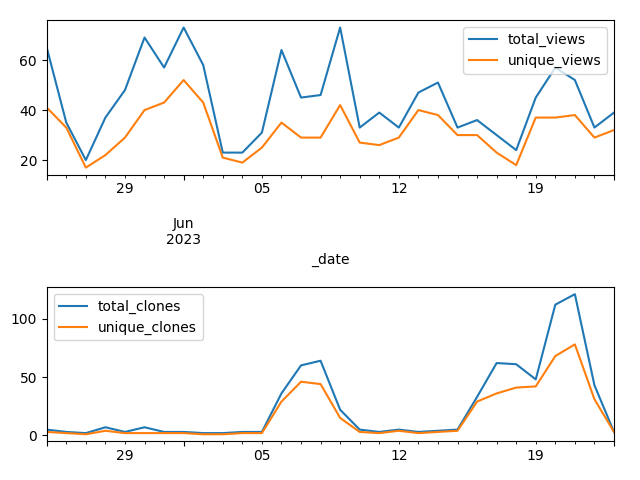 total_views
unique_views
60
40
20
29
05
12
19
Jun
2023
_date
total_clones
unique_clones
100
50
0
29
05
12
19